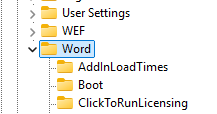 User Settings
WEF
Word
AddInLoadTimes
Boot
ClickToRunLicensing